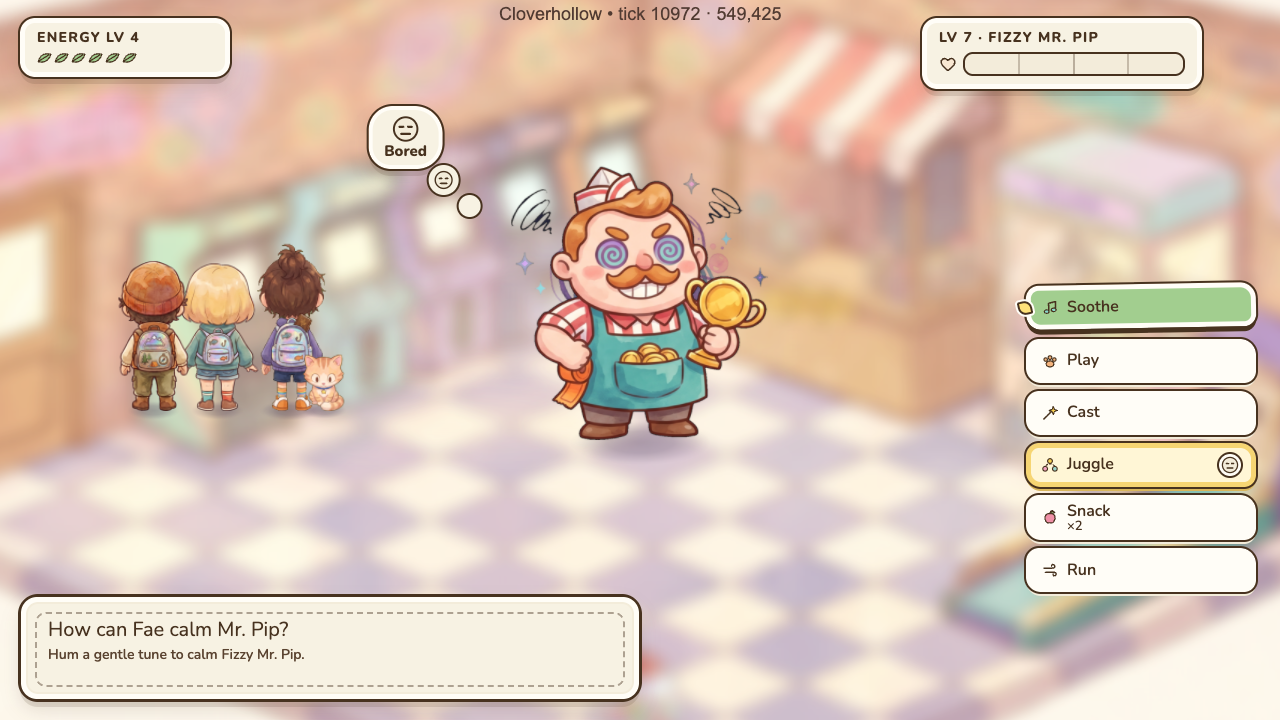 Cloverhollow • tick 10972 · 549,425
ENERGY LV 4
LV 7 · FIZZY MR. PIP
Bored
Soothe
Play
Cast
Juggle
Snack
×2
Run
How can Fae calm Mr. Pip?
Hum a gentle tune to calm Fizzy Mr. Pip.